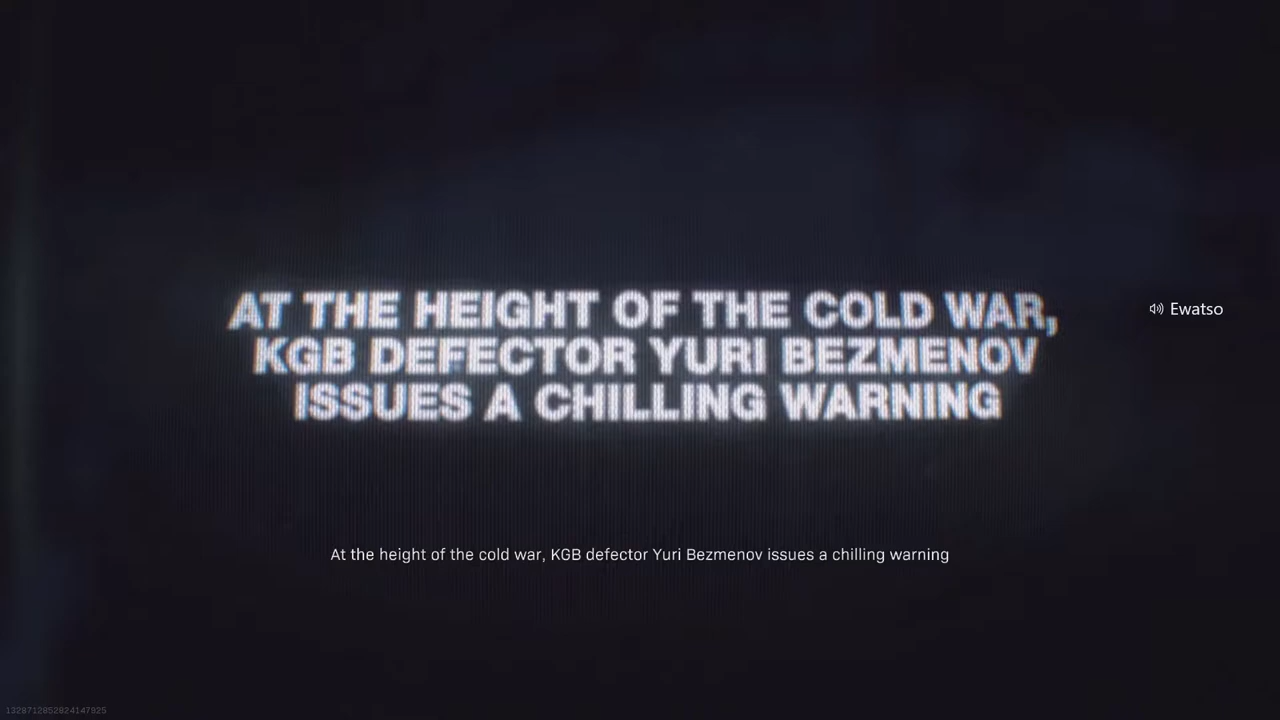 AT THE HEIGHT OF THE COLD WAR,
KGB DEFECTOR YURI BEZMENOV
ISSUES A CHILLING WARNING
Ewatso
At the height of the cold war, KGB defector Yuri Bezmenov issues a chilling warning
1328712852824147925